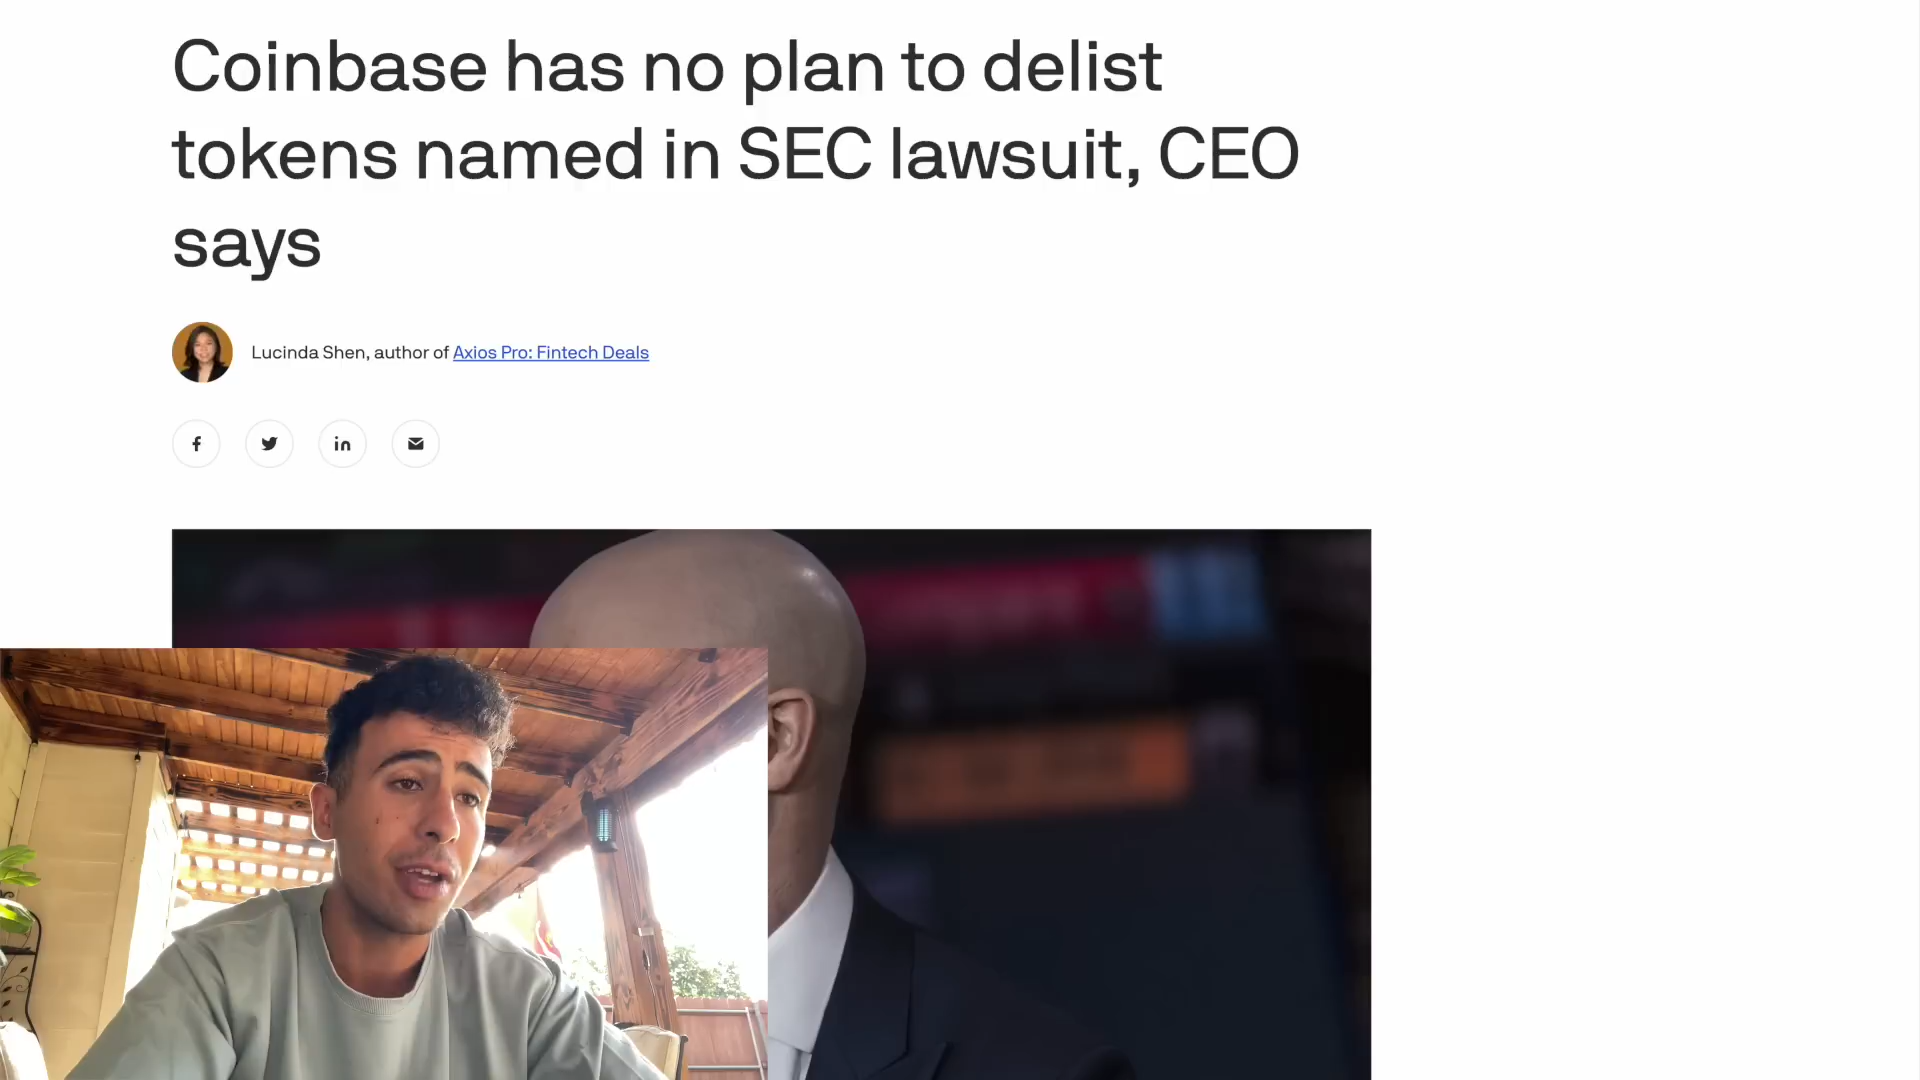 Coinbase has no plan to delist
tokens named in SEC lawsuit, CEO
says
Lucinda Shen, author of Axios Pro: Fintech Deals